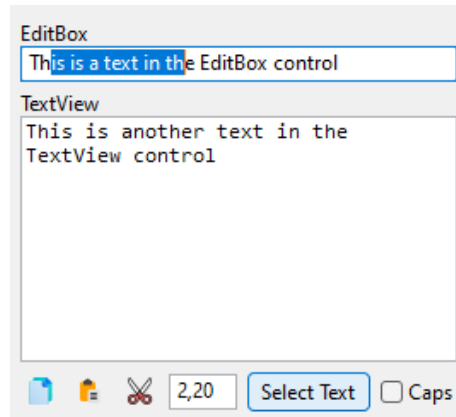 EditBox
This is a text in the EditBox control
TextView
This is another text in the
TextView control
2,20 Select Text Caps